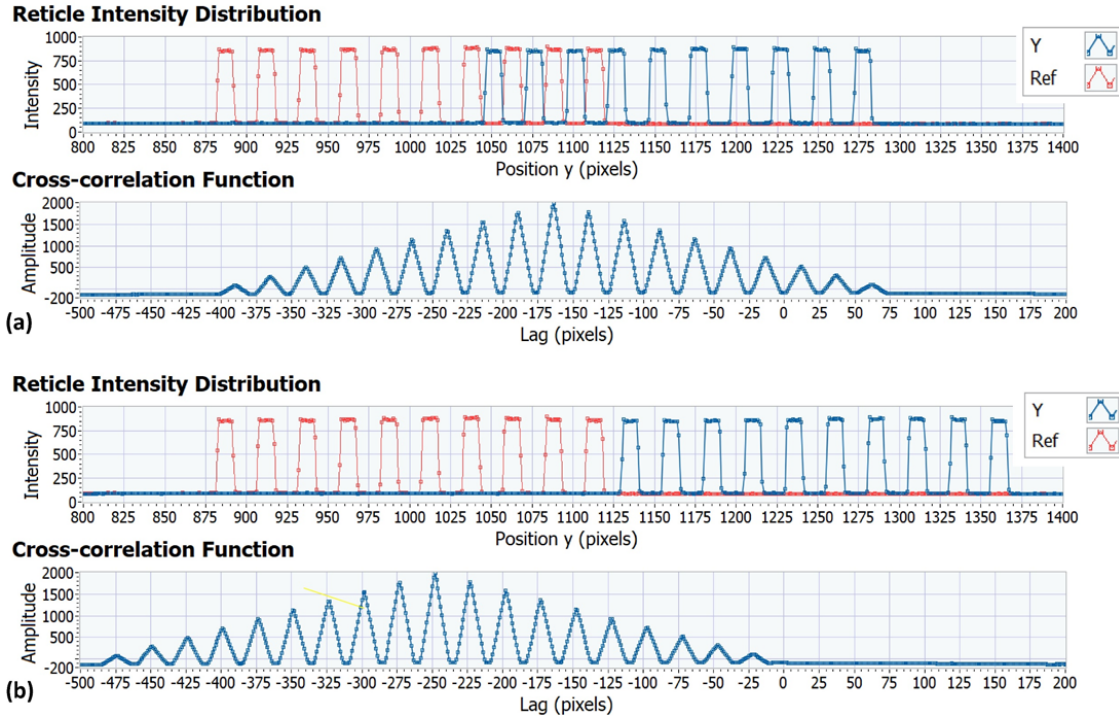 Reticle Intensity Distribution
Y
Ref
Intensity
1000
750
500
250
0
800 825 850 875 900 925 950 975 1000 1025 1050 1075 1100 1125 1150 1175 1200 1225 1250 1275 1300 1325 1350 1375 1400
Position y (pixels)
Cross-correlation Function
Amplitude
2000
1500
1000
500
-200
-500 -475 -450 -425 -400 -375 -350 -325 -300 -275 -250 -225 -200 -175 -150 -125 -100 -75 -50 -25 0 25 50 75 100 125 150 175 200
Lag (pixels)
(a)
Reticle Intensity Distribution
Y
Ref
Intensity
1000
750
500
250
0
800 825 850 875 900 925 950 975 1000 1025 1050 1075 1100 1125 1150 1175 1200 1225 1250 1275 1300 1325 1350 1375 1400
Position y (pixels)
Cross-correlation Function
Amplitude
2000
1500
1000
500
-200
-500 -475 -450 -425 -400 -375 -350 -325 -300 -275 -250 -225 -200 -175 -150 -125 -100 -75 -50 -25 0 25 50 75 100 125 150 175 200
Lag (pixels)
(b)